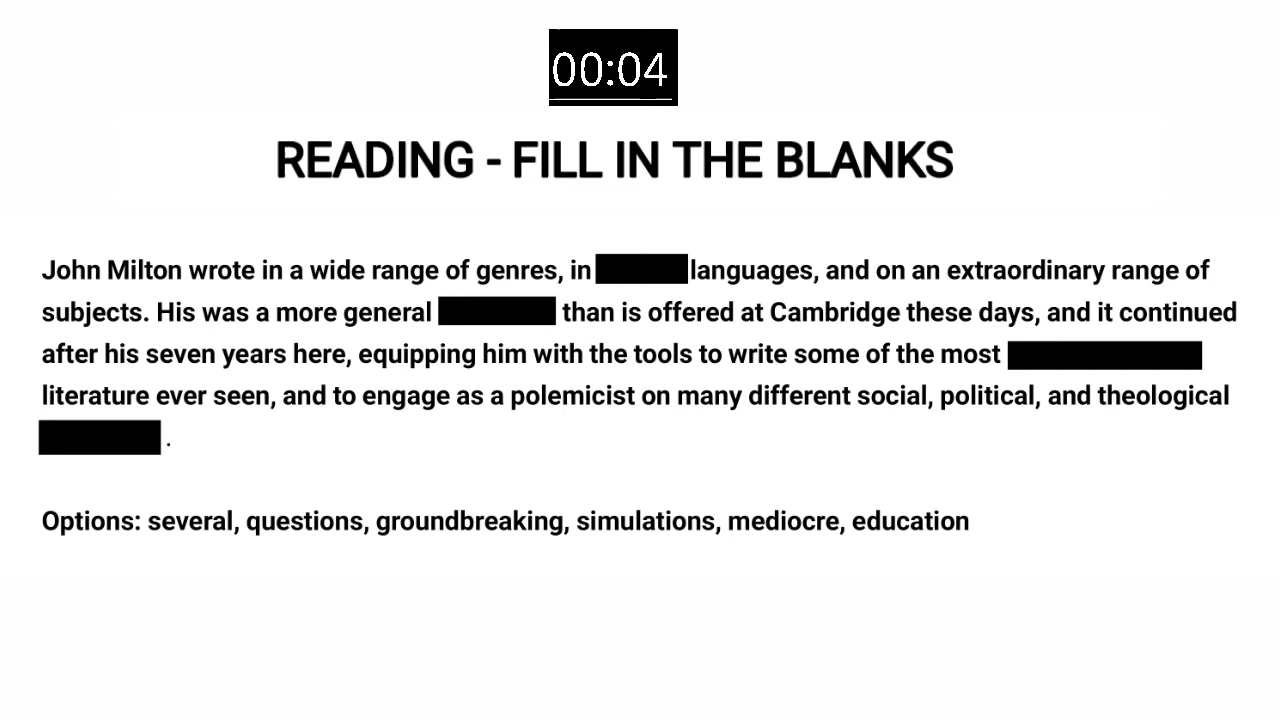 00:04
READING - FILL IN THE BLANKS
John Milton wrote in a wide range of genres, in languages, and on an extraordinary range of
subjects. His was a more general than is offered at Cambridge these days, and it continued
after his seven years here, equipping him with the tools to write some of the most
literature ever seen, and to engage as a polemicist on many different social, political, and theological
.
Options: several, questions, groundbreaking, simulations, mediocre, education